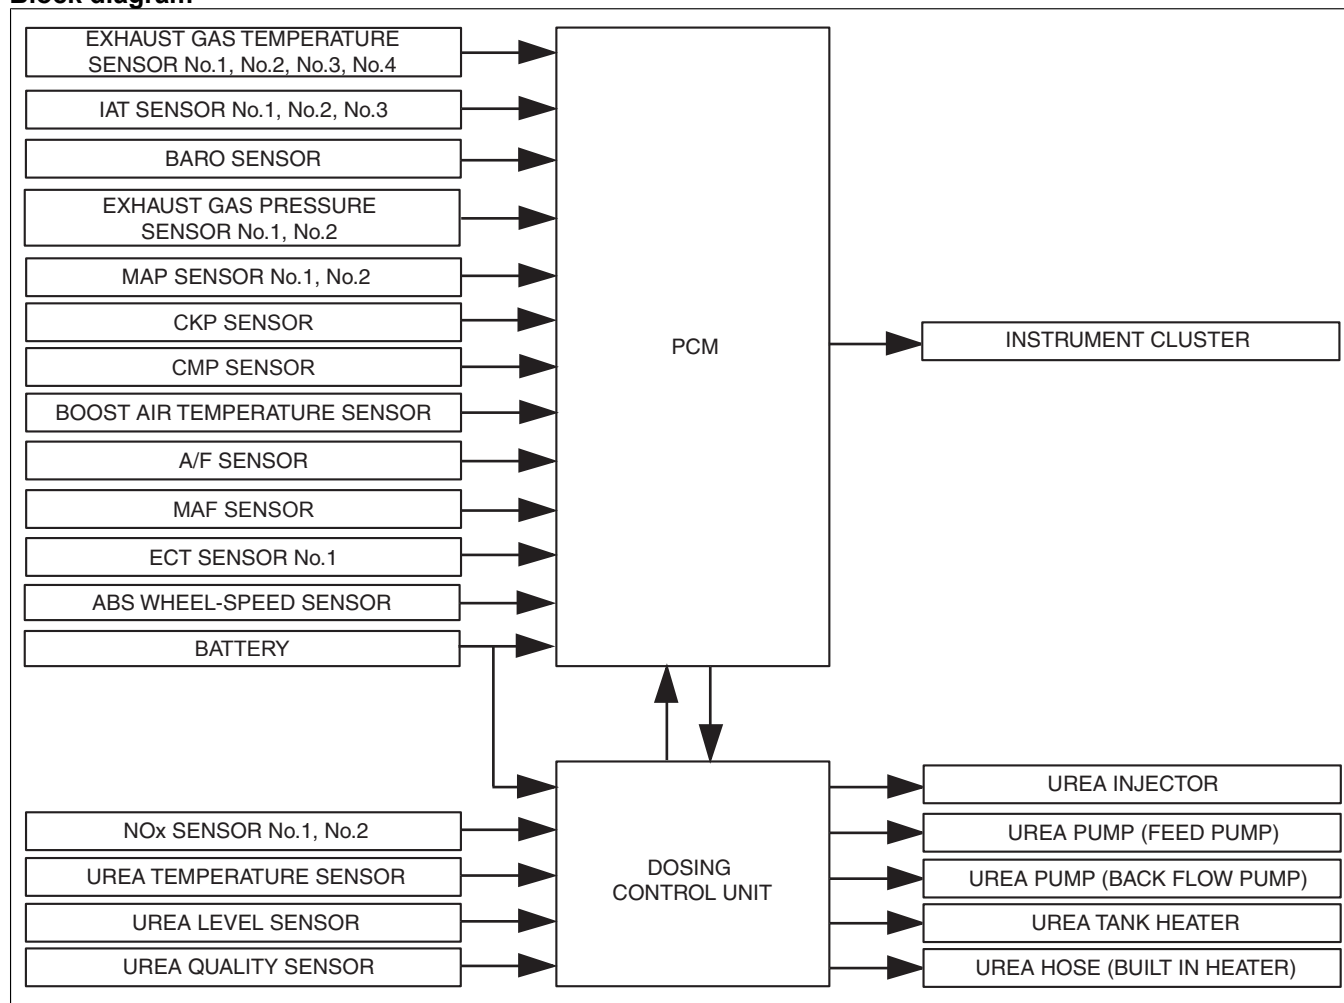 Block diagram
EXHAUST GAS TEMPERATURE
SENSOR No.1, No.2, No.3, No.4
IAT SENSOR No.1, No.2, No.3
BARO SENSOR
EXHAUST GAS PRESSURE
SENSOR No.1, No.2
MAP SENSOR No.1, No.2
CKP SENSOR
CMP SENSOR
BOOST AIR TEMPERATURE SENSOR
A/F SENSOR
MAF SENSOR
ECT SENSOR No.1
ABS WHEEL-SPEED SENSOR
BATTERY
PCM
INSTRUMENT CLUSTER
NOx SENSOR No.1, No.2
UREA TEMPERATURE SENSOR
UREA LEVEL SENSOR
UREA QUALITY SENSOR
DOSING
CONTROL UNIT
UREA INJECTOR
UREA PUMP (FEED PUMP)
UREA PUMP (BACK FLOW PUMP)
UREA TANK HEATER
UREA HOSE (BUILT IN HEATER)